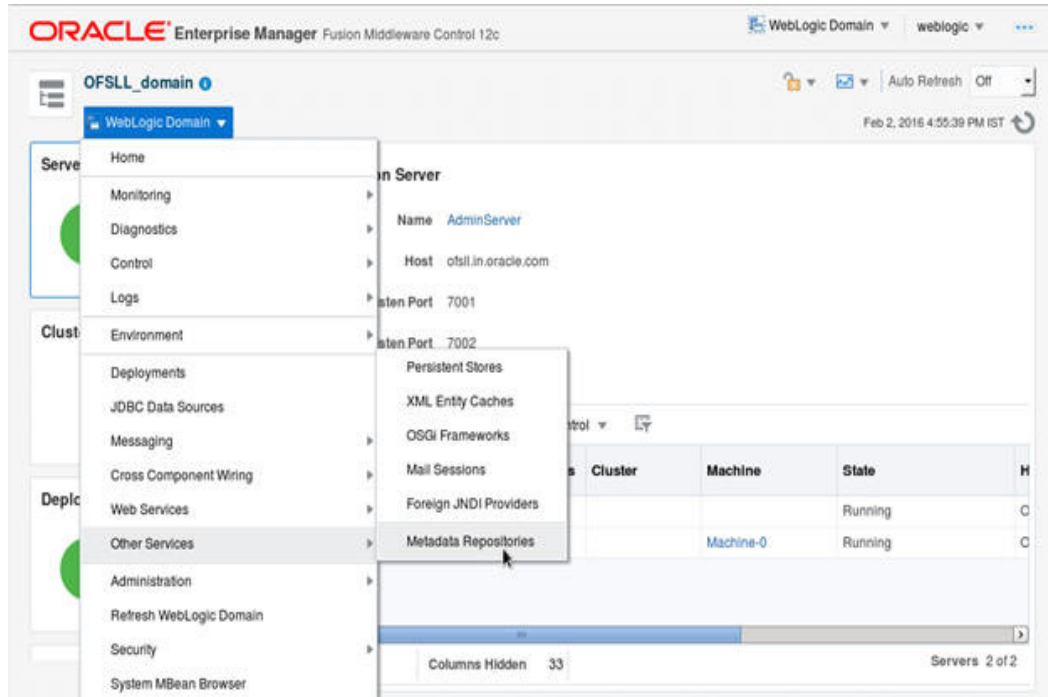 ORACLE Enterprise Manager Fusion Middleware Control 12c
WebLogic Domain
weblogic
OFSLL_domain
Auto Refresh Off
WebLogic Domain
Feb 2, 2016 4:55:39 PM IST
Home
Monitoring
Diagnostics
Control
Logs
Environment
Deployments
JDBC Data Sources
Messaging
Cross Component Wiring
Web Services
Other Services
Administration
Refresh WebLogic Domain
Security
System MBean Browser
Persistent Stores
XML Entity Caches
OSGi Frameworks
Mail Sessions
Foreign JNDI Providers
Metadata Repositories
Serve
Clust
Deplo
on Server
Name AdminServer
Host ofsll.in.oracle.com
sten Port 7001
sten Port 7002
ntrol
s Cluster Machine State H
Running C
Machine-0 Running C
Columns Hidden 33
Servers 2 of 2